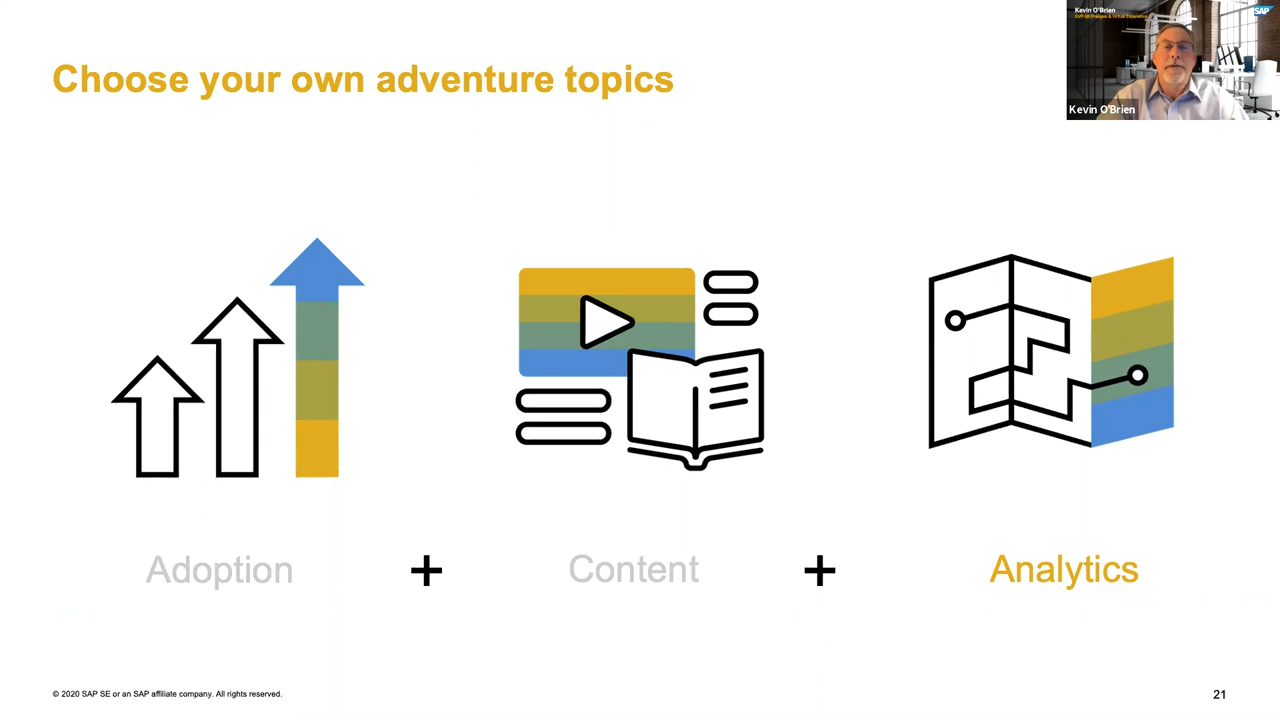 Choose your own adventure topics
Kevin O'Brien
SAP
Kevin O'Brien
Adoption + Content + Analytics
© 2020 SAP SE or an SAP affiliate company. All rights reserved.
21